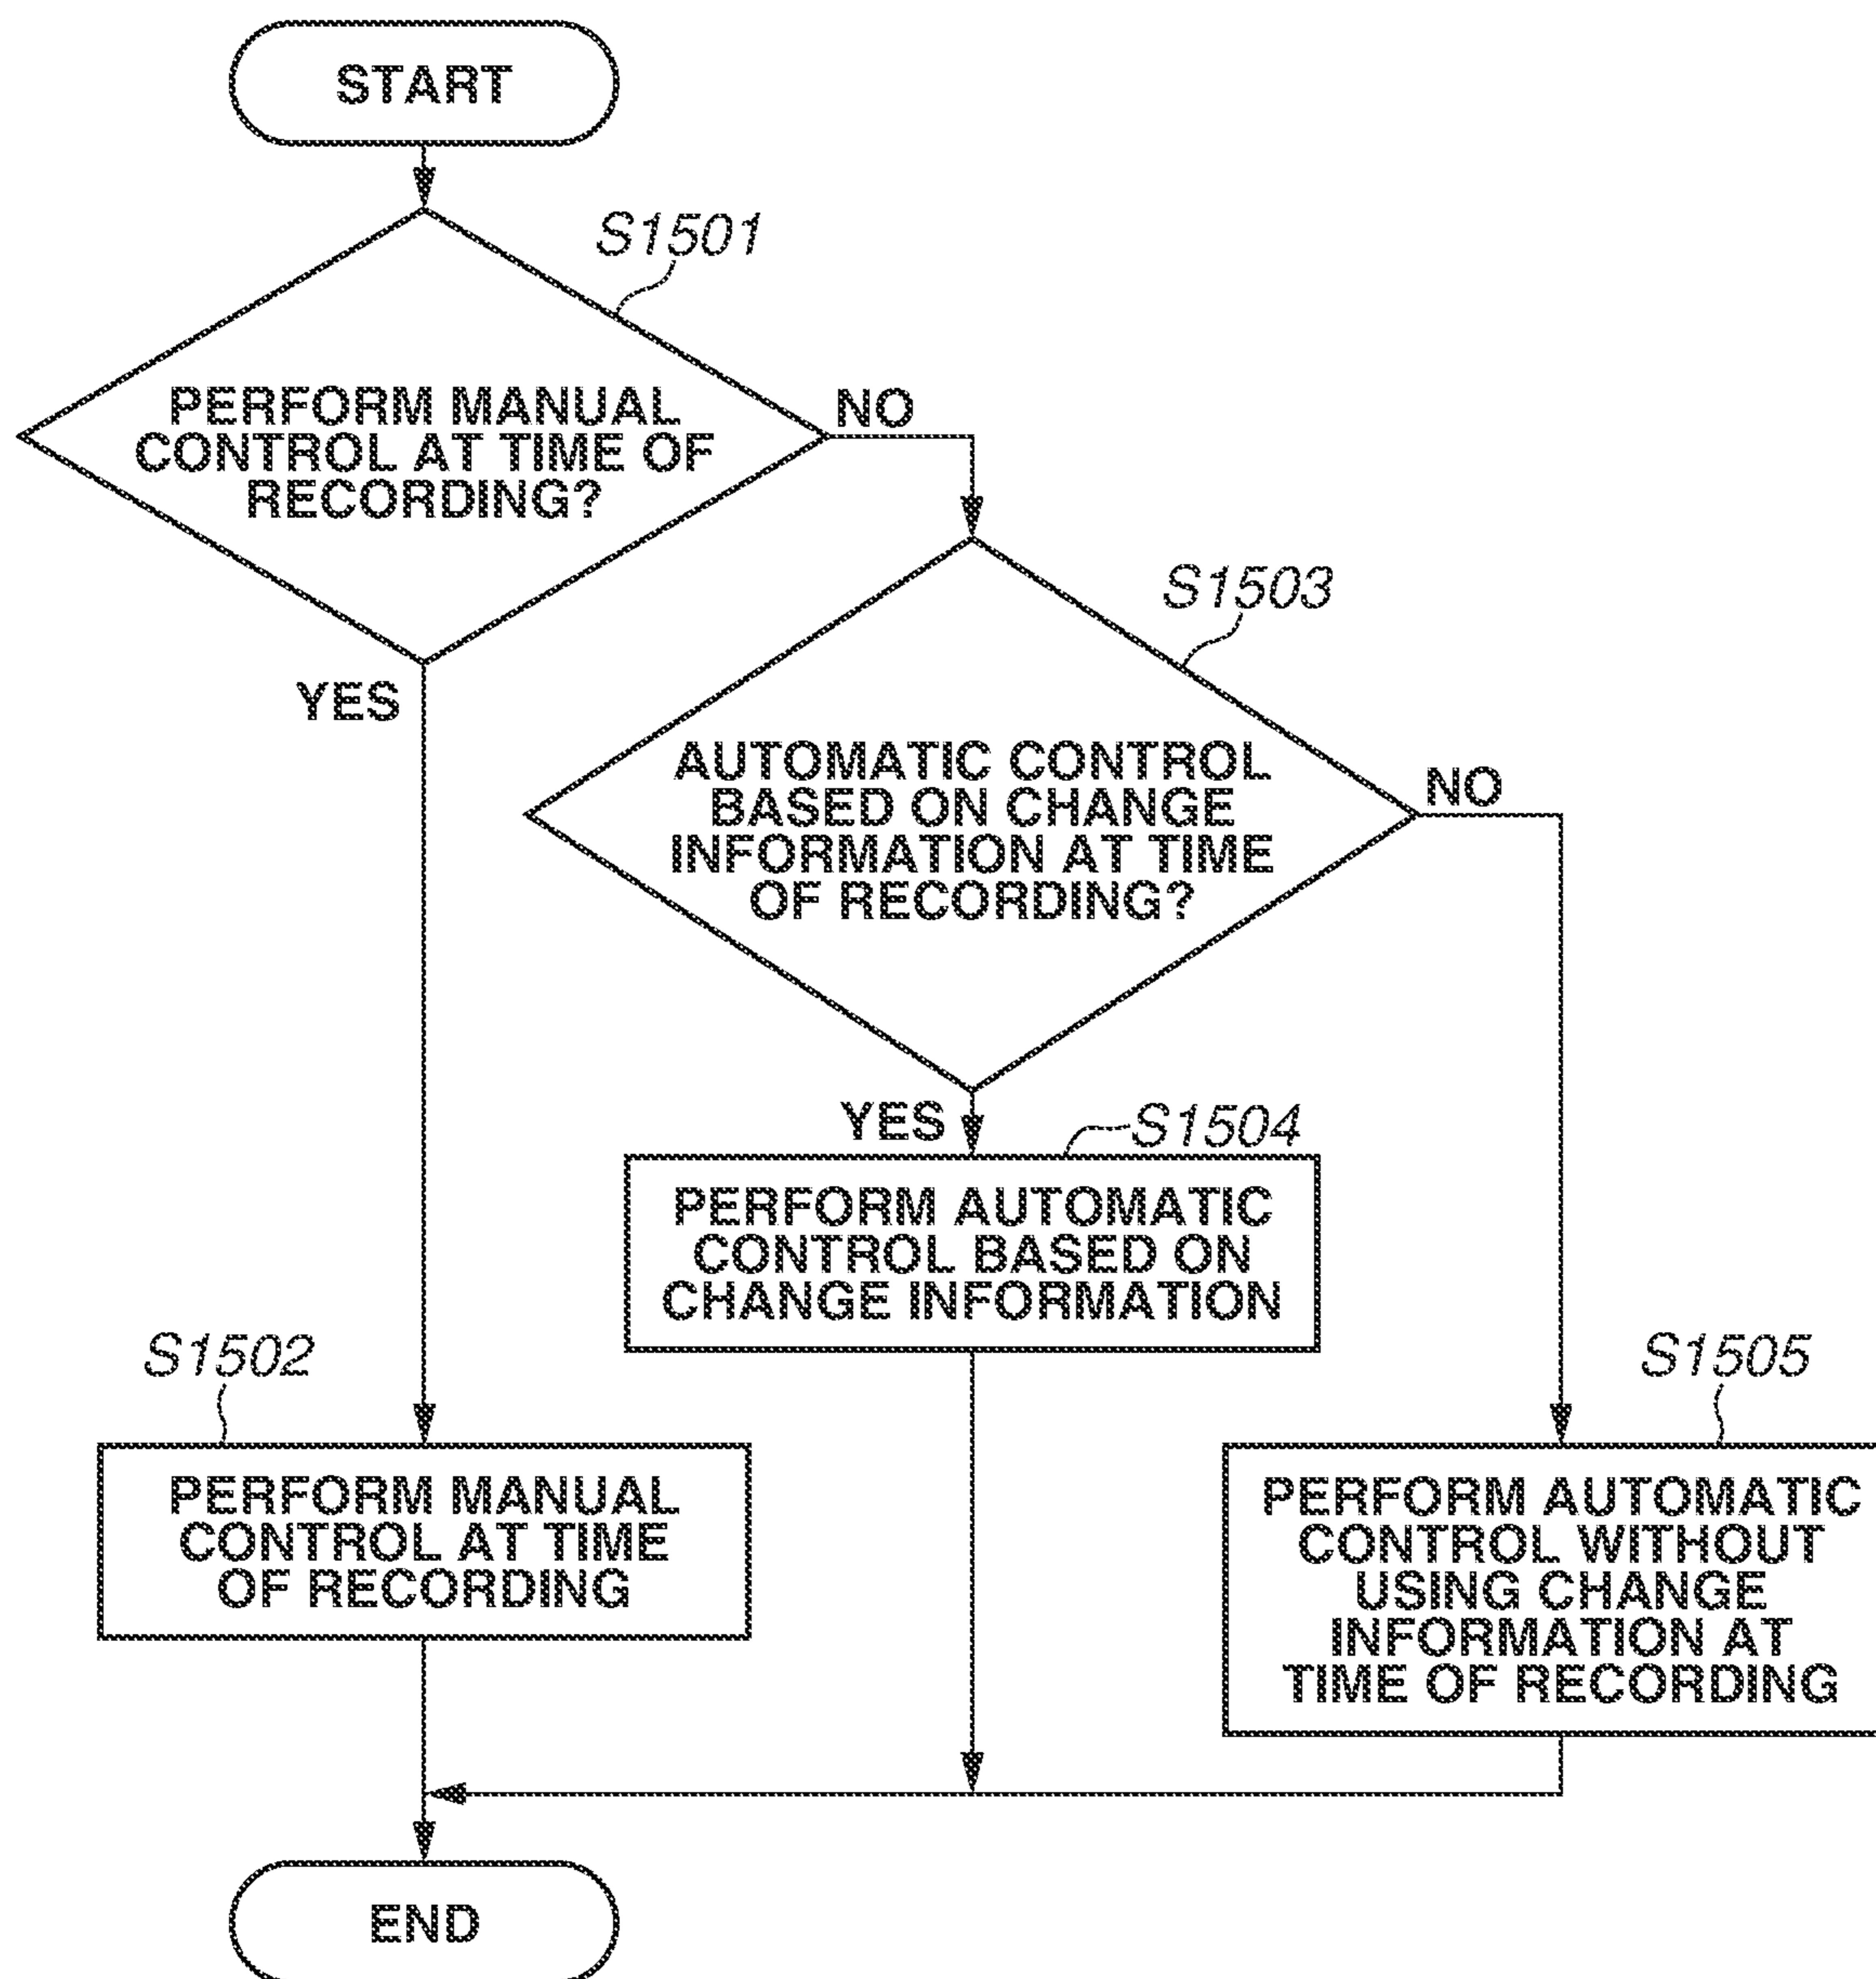 START
S1501
PERFORM MANUAL
CONTROL AT TIME OF
RECORDING?
NO
YES
S1503
AUTOMATIC CONTROL
BASED ON CHANGE
INFORMATION AT TIME
OF RECORDING?
NO
YES
S1504
PERFORM AUTOMATIC
CONTROL BASED ON
CHANGE INFORMATION
S1502
PERFORM MANUAL
CONTROL AT TIME
OF RECORDING
S1505
PERFORM AUTOMATIC
CONTROL WITHOUT
USING CHANGE
INFORMATION AT
TIME OF RECORDING
END